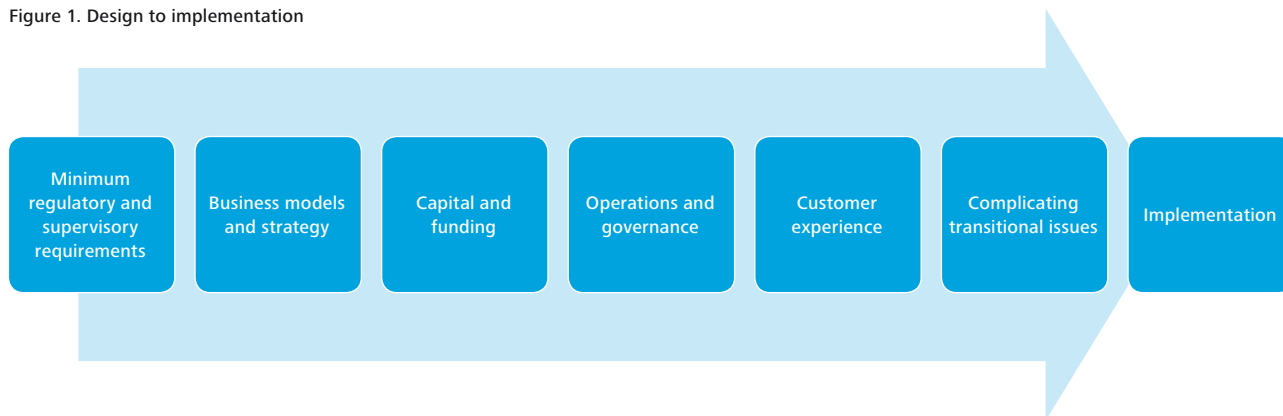 Figure 1. Design to implementation
Minimum
regulatory and
supervisory
requirements
Business models
and strategy
Capital and
funding
Operations and
governance
Customer
experience
Complicating
transitional issues
Implementation